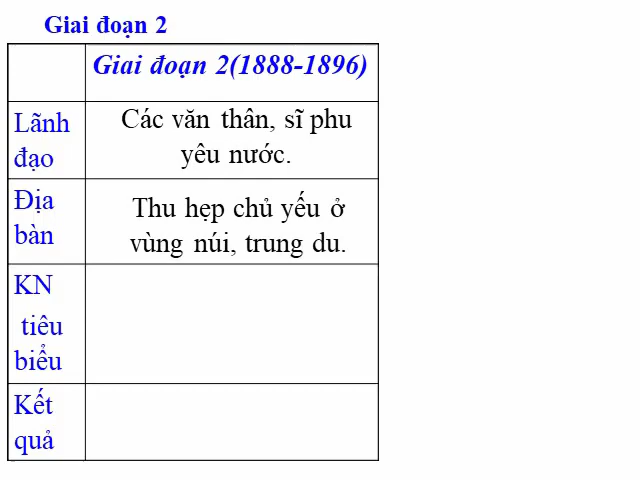 Giai đoạn 2
Giai đoạn 2(1888-1896)
Lãnh
đạo
Các văn thân, sĩ phu
yêu nước.
Địa
bàn
Thu hẹp chủ yếu ở
vùng núi, trung du.
KN
tiêu
biểu
Kết
quả